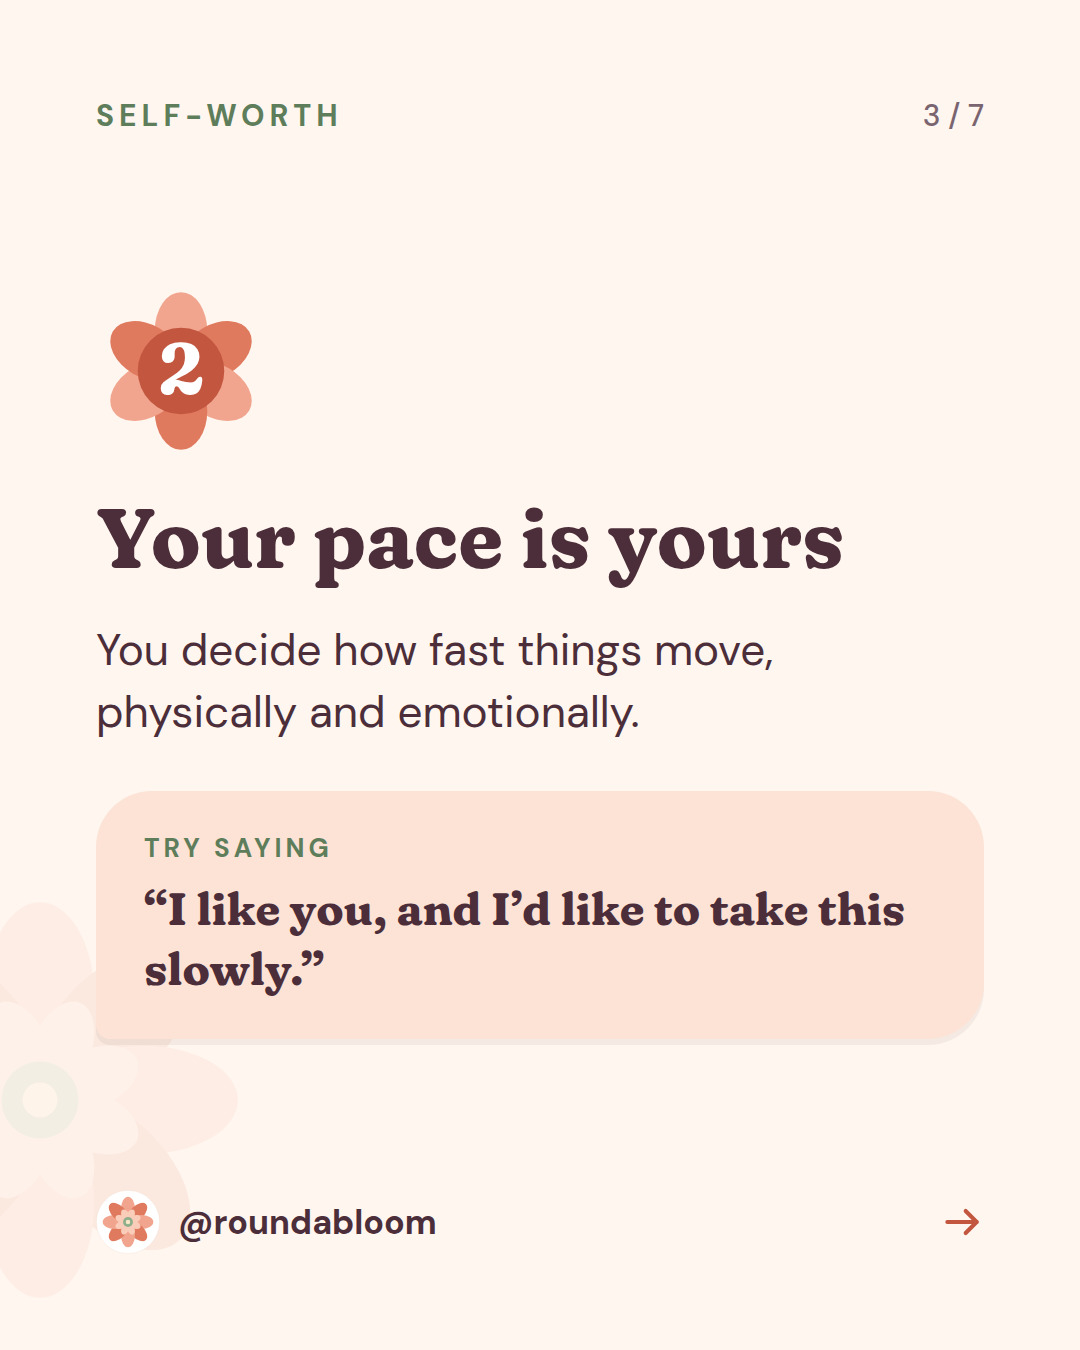 SELF-WORTH
3 / 7
2
Your pace is yours
You decide how fast things move,
physically and emotionally.
TRY SAYING
“I like you, and I’d like to take this
slowly.”
@roundabloom